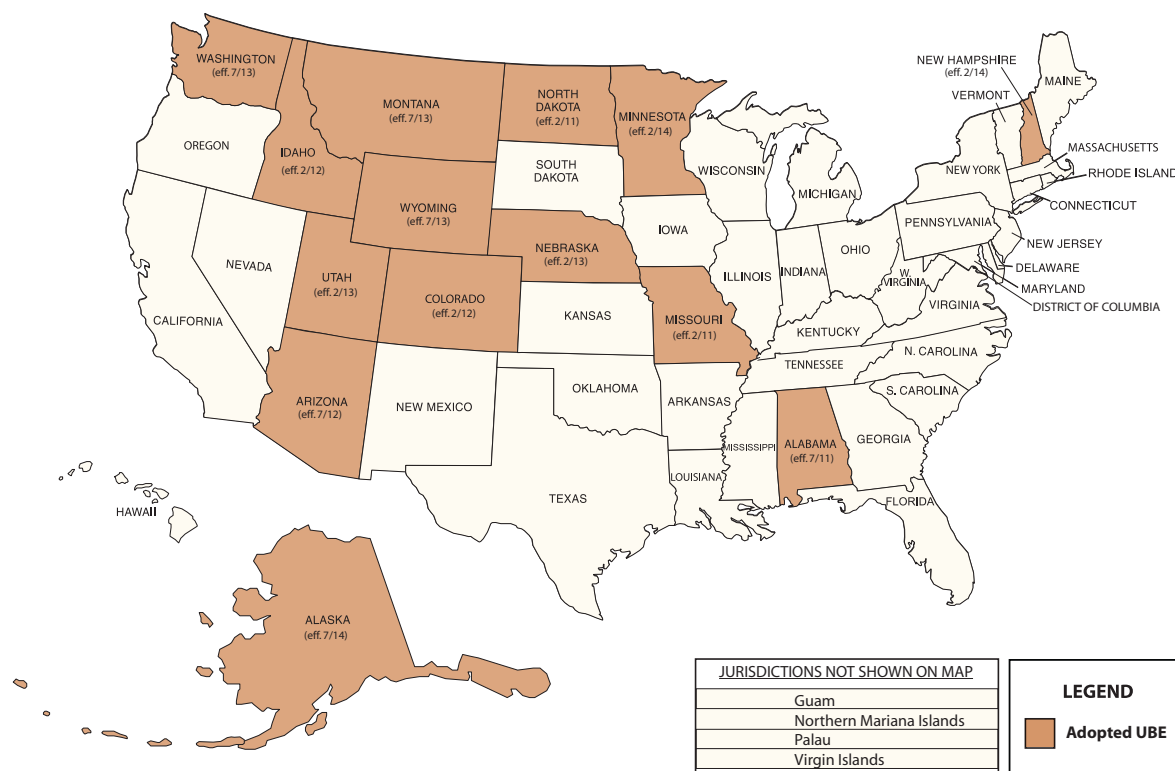 WASHINGTON
(eff. 7/13)
MONTANA
(eff. 7/13)
NORTH
DAKOTA
(eff. 2/11)
MINNESOTA
(eff. 2/14)
NEW HAMPSHIRE
(eff. 2/14)
VERMONT
MAINE
OREGON
IDAHO
(eff. 2/12)
SOUTH
DAKOTA
WISCONSIN
MICHIGAN
NEW YORK
MASSACHUSETTS
RHODE ISLAND
CONNECTICUT
WYOMING
(eff. 7/13)
IOWA
PENNSYLVANIA
NEW JERSEY
NEBRASKA
(eff. 2/13)
NEVADA
UTAH
(eff. 2/13)
COLORADO
(eff. 2/12)
ILLINOIS
INDIANA
OHIO
W.
VIRGINIA
DELAWARE
MARYLAND
DISTRICT OF COLUMBIA
VIRGINIA
CALIFORNIA
KANSAS
MISSOURI
(eff. 2/11)
KENTUCKY
TENNESSEE
N. CAROLINA
S. CAROLINA
ARIZONA
(eff. 7/12)
NEW MEXICO
OKLAHOMA
ARKANSAS
MISSISSIPPI
ALABAMA
(eff. 7/11)
GEORGIA
TEXAS
LOUISIANA
FLORIDA
HAWAII
ALASKA
(eff. 7/14)
JURISDICTIONS NOT SHOWN ON MAP
Guam
Northern Mariana Islands
Palau
Virgin Islands
LEGEND
Adopted UBE